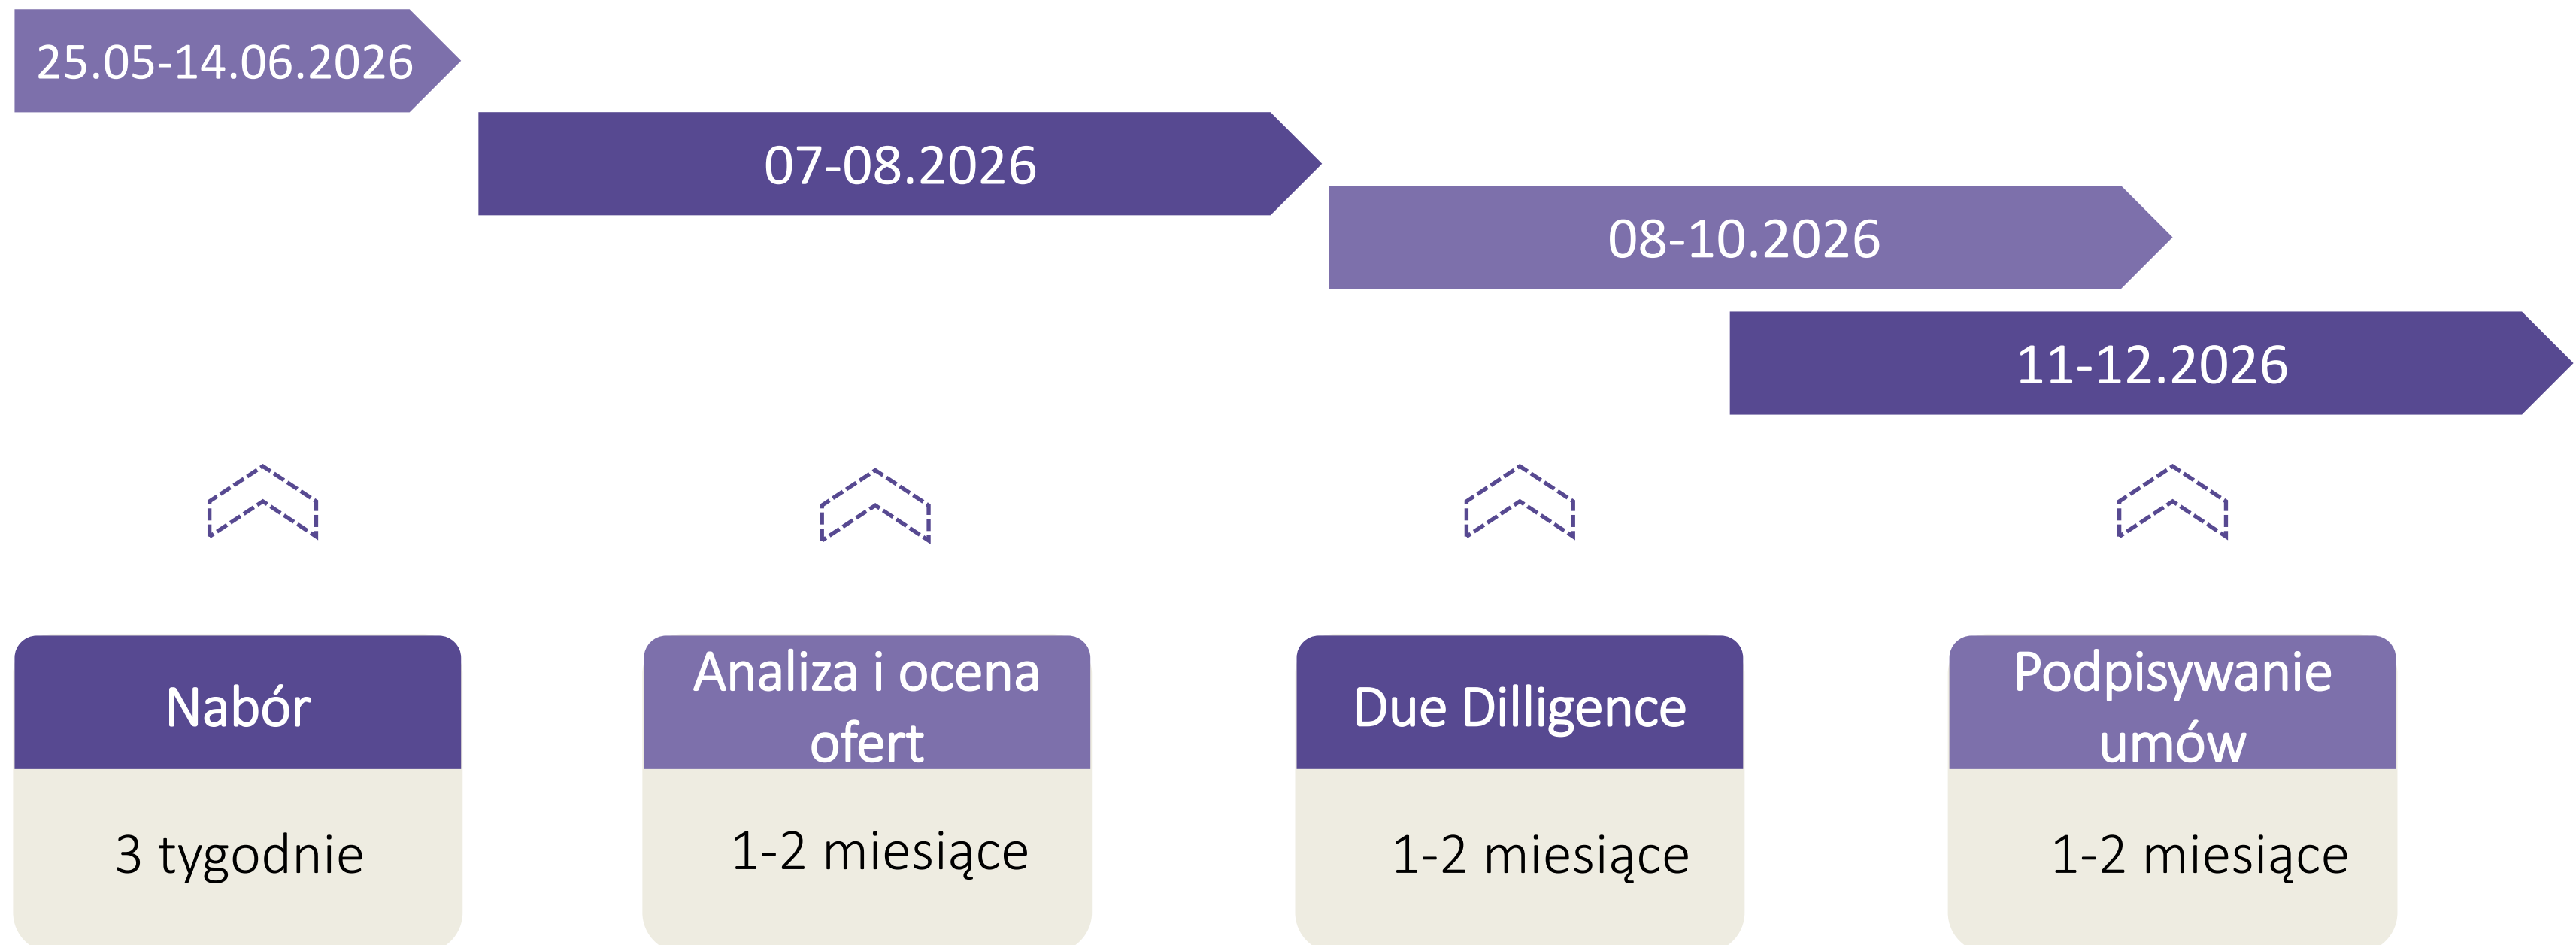 25.05-14.06.2026
07-08.2026
08-10.2026
11-12.2026
Nabór
3 tygodnie
Analiza i ocena
ofert
1-2 miesiące
Due Dilligence
1-2 miesiące
Podpisywanie
umów
1-2 miesiące